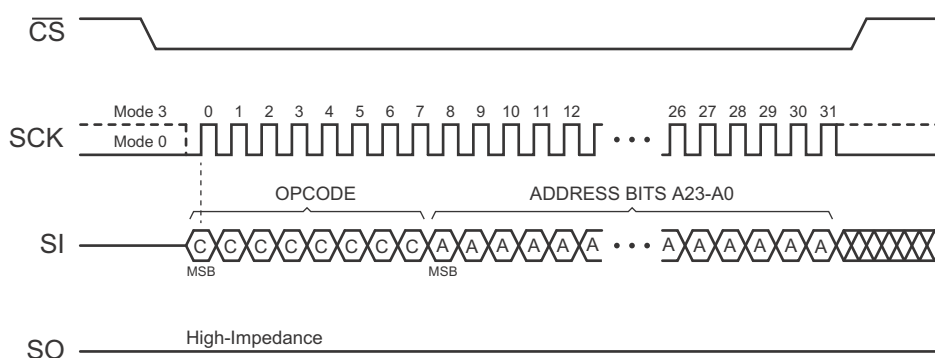 CS
Mode 3 0 1 2 3 4 5 6 7 8 9 10 11 12 26 27 28 29 30 31
SCK
Mode 0
OPCODE ADDRESS BITS A23-A0
SI C C C C C C C C A A A A A A A A A A A A
MSB MSB
High-Impedance
SO